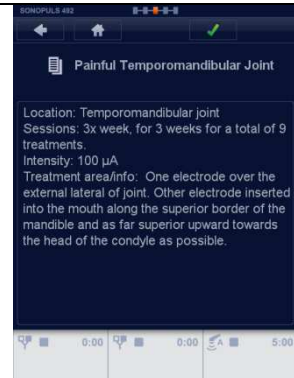 SONOPULS 492
Painful Temporomandibular Joint
Location: Temporomandibular joint
Sessions: 3x week, for 3 weeks for a total of 9
treatments.
Intensity: 100 µA
Treatment area/info: One electrode over the
external lateral of joint. Other electrode inserted
into the mouth along the superior border of the
mandible and as far superior upward towards
the head of the condyle as possible.
0:00 0:00 A 5:00